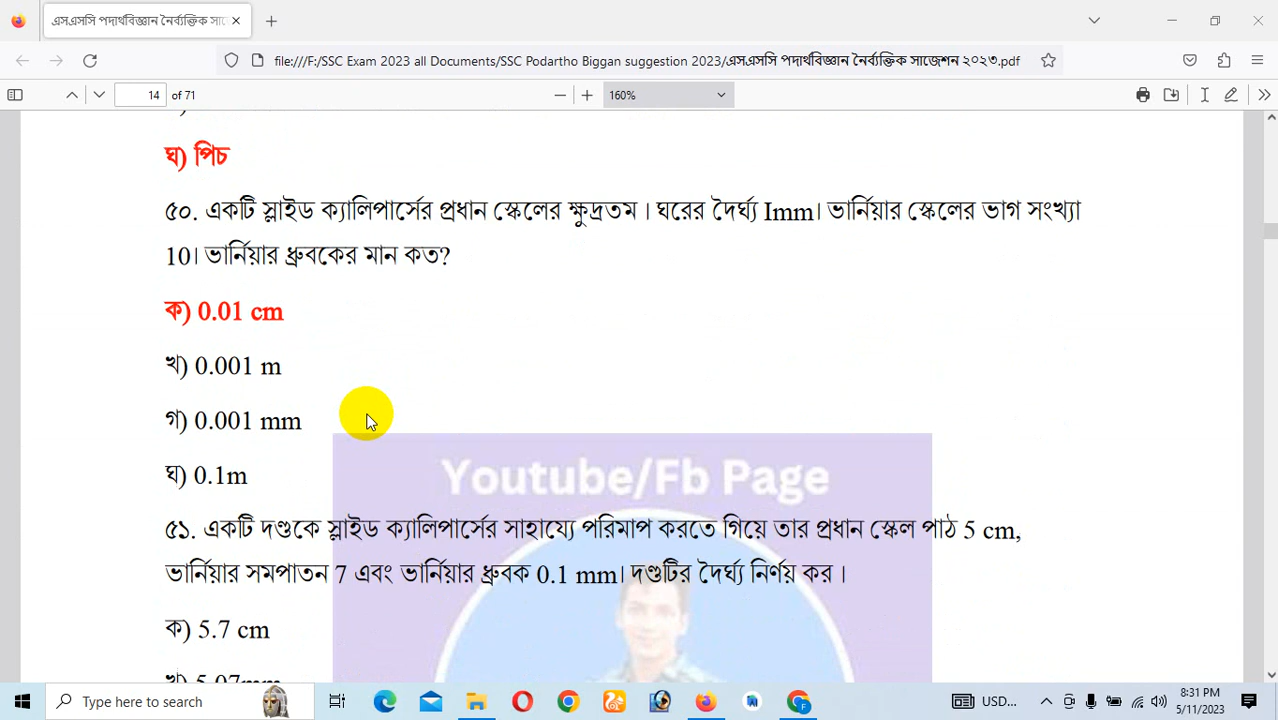 এসএসসি পদার্থবিজ্ঞান নৈর্ব্যক্তিক সাজে
file:///F:/SSC Exam 2023 all Documents/SSC Podartho Biggan suggestion 2023/এসএসসি পদার্থবিজ্ঞান নৈর্ব্যক্তিক সাজেশন ২০২৩.pdf
14 of 71
160%
ঘ) পিচ
৫০. একটি স্লাইড ক্যালিপার্সের প্রধান স্কেলের ক্ষুদ্রতম । ঘরের দৈর্ঘ্য Imm। ভার্নিয়ার স্কেলের ভাগ সংখ্যা
10। ভার্নিয়ার ধ্রুবকের মান কত?
ক) 0.01 cm
খ) 0.001 m
গ) 0.001 mm
ঘ) 0.1m
Youtube/Fb Page
৫১. একটি দণ্ডকে স্লাইড ক্যালিপার্সের সাহায্যে পরিমাপ করতে গিয়ে তার প্রধান স্কেল পাঠ 5 cm,
ভার্নিয়ার সমপাতন 7 এবং ভার্নিয়ার ধ্রুবক 0.1 mm। দণ্ডটির দৈর্ঘ্য নির্ণয় কর ।
ক) 5.7 cm
Type here to search
USD...
8:31 PM
5/11/2023